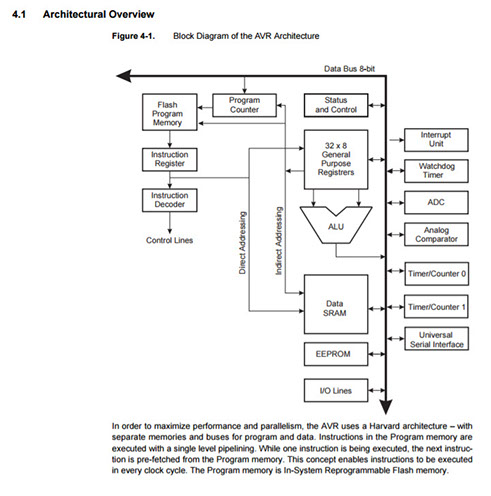 4.1 Architectural Overview
Figure 4-1. Block Diagram of the AVR Architecture
Data Bus 8-bit
Flash
Program
Memory
Program
Counter
Status
and Control
Instruction
Register
32 x 8
General
Purpose
Registrers
Interrupt
Unit
Watchdog
Timer
Instruction
Decoder
ADC
Control Lines
Direct Addressing
Indirect Addressing
ALU
Analog
Comparator
Timer/Counter 0
Data
SRAM
Timer/Counter 1
Universal
Serial Interface
EEPROM
I/O Lines
In order to maximize performance and parallelism, the AVR uses a Harvard architecture – with
separate memories and buses for program and data. Instructions in the Program memory are
executed with a single level pipelining. While one instruction is being executed, the next instruc-
tion is pre-fetched from the Program memory. This concept enables instructions to be executed
in every clock cycle. The Program memory is In-System Reprogrammable Flash memory.